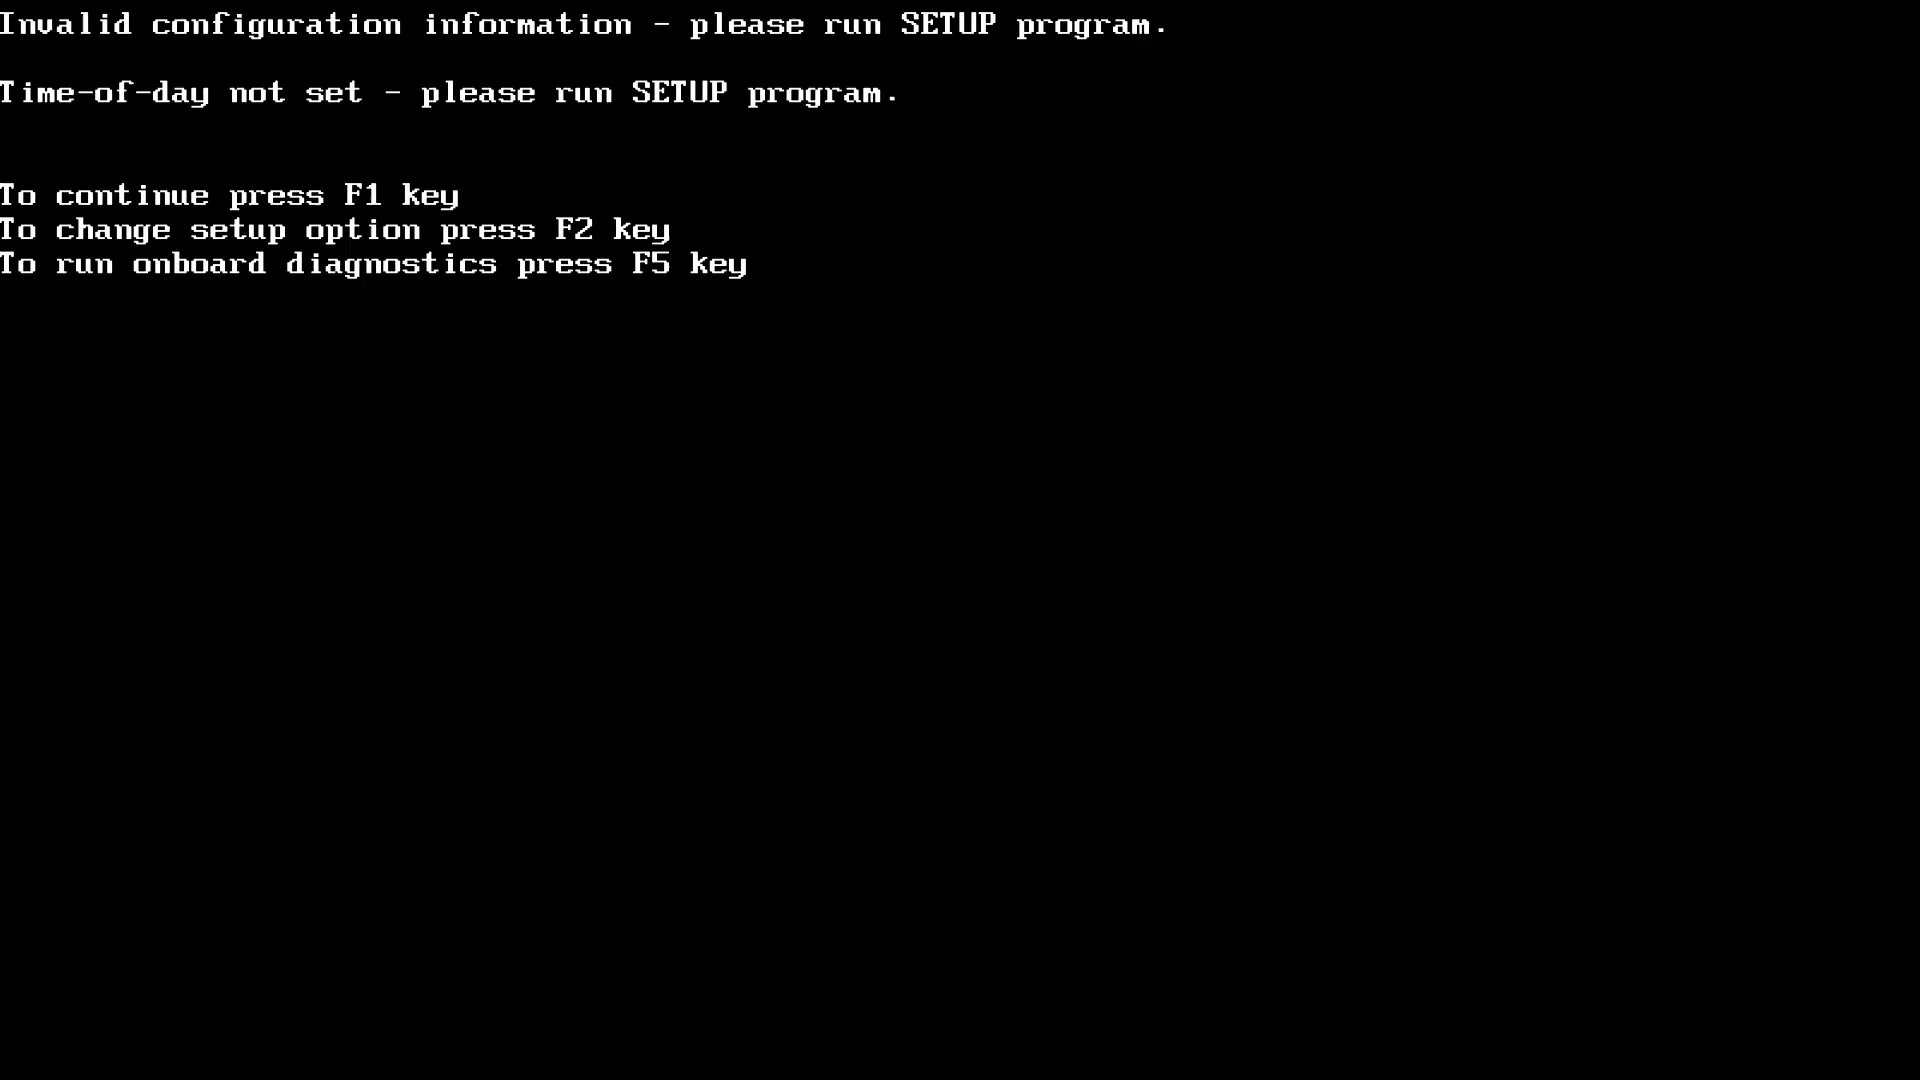 Invalid configuration information - please run SETUP program.
Time-of-day not set - please run SETUP program.
To continue press F1 key
To change setup option press F2 key
To run onboard diagnostics press F5 key